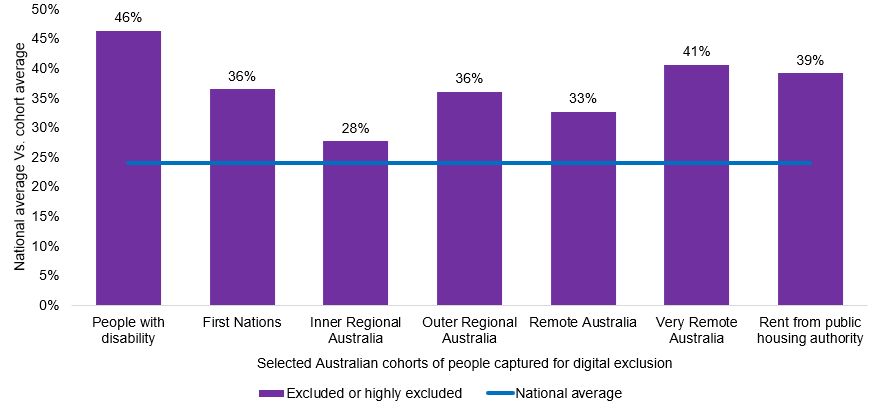 50%
45%
40%
35%
30%
25%
20%
15%
10%
5%
0%
National average Vs. cohort average
46%
36%
28%
36%
33%
41%
39%
People with
disability
First Nations
Inner Regional
Australia
Outer Regional
Australia
Remote Australia
Very Remote
Australia
Rent from public
housing authority
Selected Australian cohorts of people captured for digital exclusion
Excluded or highly excluded
National average